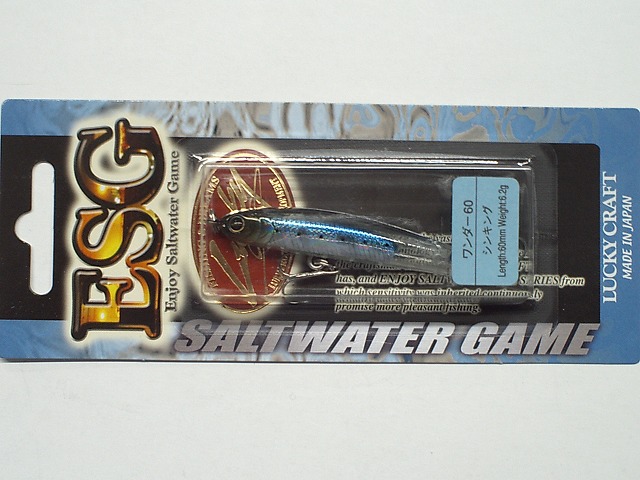 ESG
Enjoy Saltwater Game
ワンダー60
シンキング
Length:60mm Weight:6.2g
has, and ENJOY SALT
RIES from
which sensitivity was inherited continuously
promise more pleasant fishing.
SALTWATER GAME
LUCKY CRAFT
MADE IN JAPAN